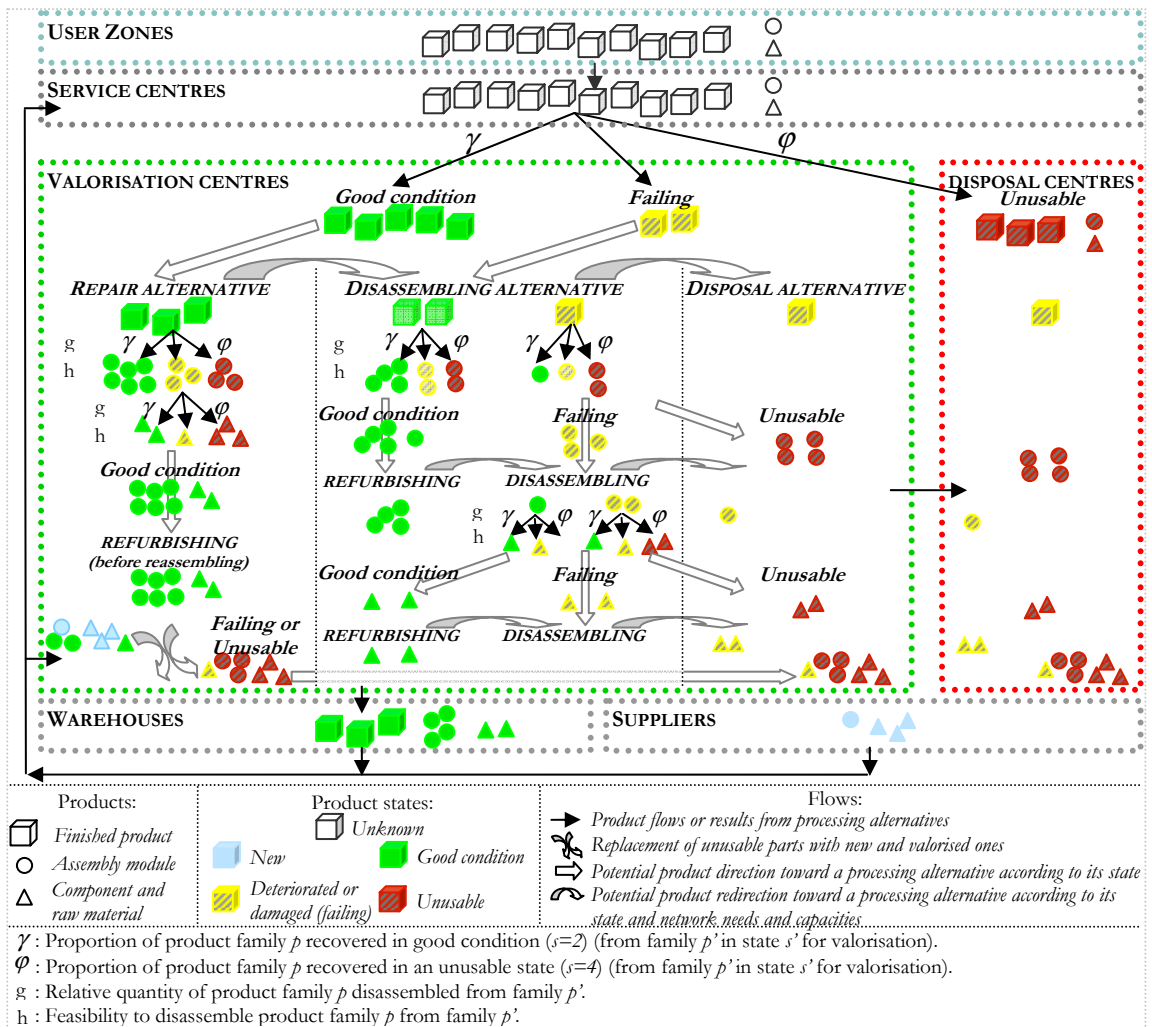 USER ZONES
SERVICE CENTRES
γ
φ
VALORISATION CENTRES
DISPOSAL CENTRES
Good condition
Failing
Unusable
REPAIR ALTERNATIVE
DISASSEMBLING ALTERNATIVE
DISPOSAL ALTERNATIVE
g γ φ
h
γ φ
γ φ
g
h
g γ φ
h
Good condition
Failing
Unusable
Good condition
REFURBISHING
DISASSEMBLING
g γ φ
h
γ φ
REFURBISHING
(before reassembling)
Good condition
Failing
Unusable
Failing or
Unusable
REFURBISHING
DISASSEMBLING
WAREHOUSES
SUPPLIERS
Products:
Finished product
Assembly module
Component and
raw material
Product states:
Unknown
New
Good condition
Deteriorated or
damaged (failing)
Unusable
Flows:
Product flows or results from processing alternatives
Replacement of unusable parts with new and valorised ones
Potential product direction toward a processing alternative according to its state
Potential product redirection toward a processing alternative according to its
state and network needs and capacities
γ : Proportion of product family p recovered in good condition (s=2) (from family p' in state s' for valorisation).
φ : Proportion of product family p recovered in an unusable state (s=4) (from family p' in state s' for valorisation).
g : Relative quantity of product family p disassembled from family p'.
h : Feasibility to disassemble product family p from family p'.